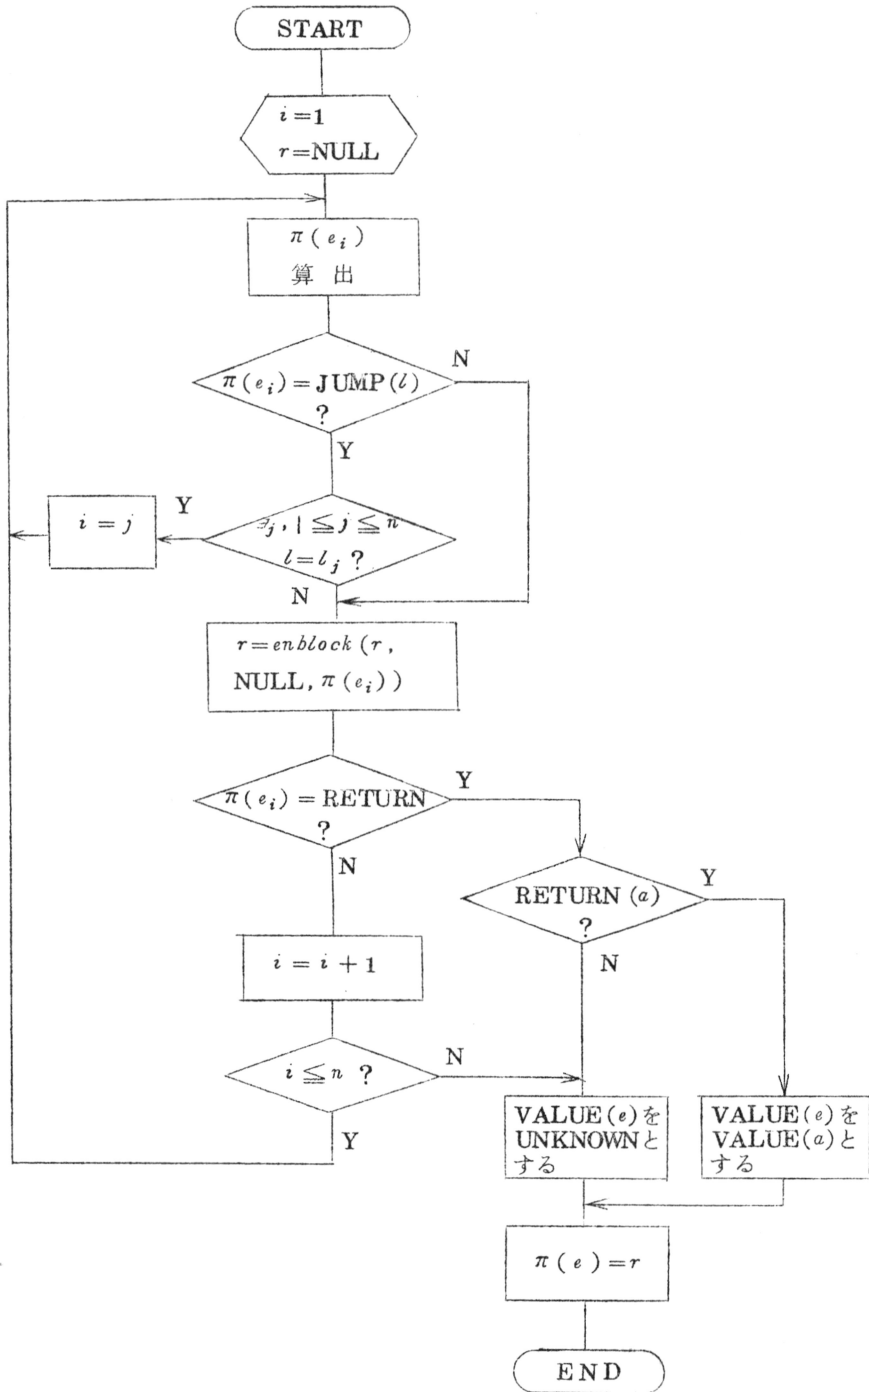 START
i=1
r=NULL
π(e_i)
算出
π(e_i)=JUMP(l)
?
N
Y
∃j, 1≦j≦n
l=l_j ?
Y
i=j
N
r=enblock(r,
NULL, π(e_i))
π(e_i)=RETURN
?
Y
N
RETURN(a)
?
Y
N
i=i+1
i≦n ?
N
Y
VALUE(e)を
UNKNOWNと
する
VALUE(e)を
VALUE(a)と
する
π(e)=r
END